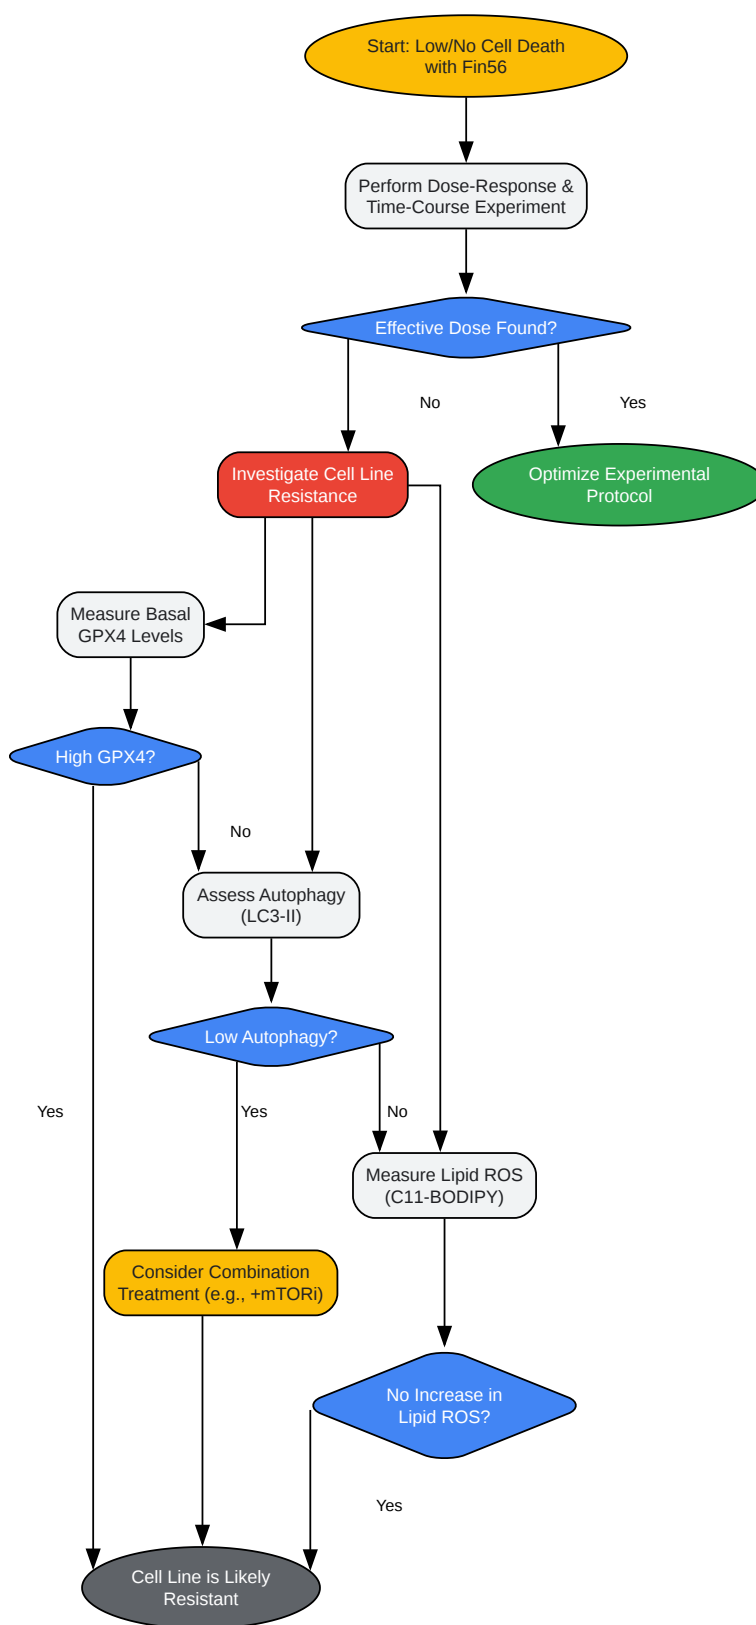 Start: Low/No Cell Death
with Fin56
Perform Dose-Response &
Time-Course Experiment
Effective Dose Found?
No
Yes
Investigate Cell Line
Resistance
Optimize Experimental
Protocol
Measure Basal
GPX4 Levels
High GPX4?
No
Assess Autophagy
(LC3-II)
Low Autophagy?
Yes
Yes
No
Measure Lipid ROS
(C11-BODIPY)
Consider Combination
Treatment (e.g., +mTORi)
No Increase in
Lipid ROS?
Yes
Cell Line is Likely
Resistant